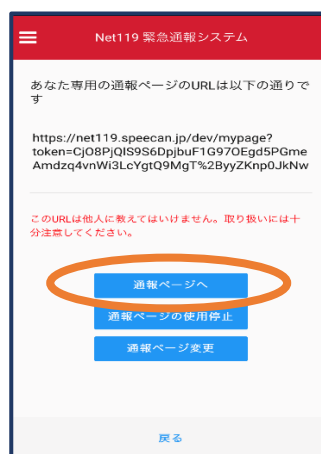 Net119 緊急通報システム
あなた専用の通報ページのURLは以下の通りで
す
https://net119.speecan.jp/dev/mypage?
token=CjO8PjQIS9S6DpjbuF1G97OEgd5PGme
Amdzq4vnWi3LcYgtQ9MgT%2ByyZKnp0JkNw
このURLは他人に教えてはいけません。取り扱いには十
分注意してください。
通報ページへ
通報ページの使用停止
通報ページ変更
戻る